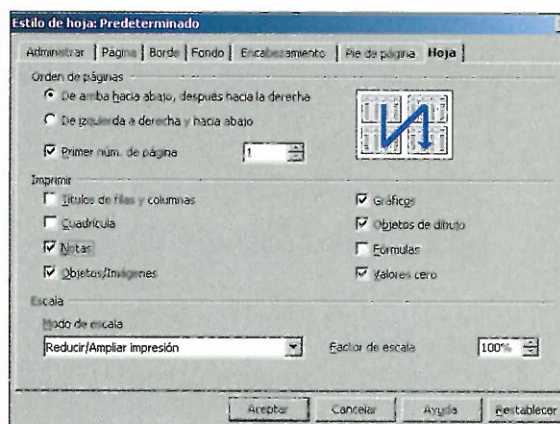 Estilo de hoja: Predeterminado
Administrar Página Borde Fondo Encabezamiento Pie de página Hoja
Orden de páginas
De arriba hacia abajo, después hacia la derecha
De izquierda a derecha y hacia abajo
Primer núm. de página 1
Imprimir
Títulos de filas y columnas Gráficos
Cuadrícula Objetos de dibujo
Notas Fórmulas
Objetos/Imágenes Valores cero
Escala
Modo de escala
Reducir/Ampliar impresión Factor de escala 100%
Aceptar Cancelar Ayuda Restablecer